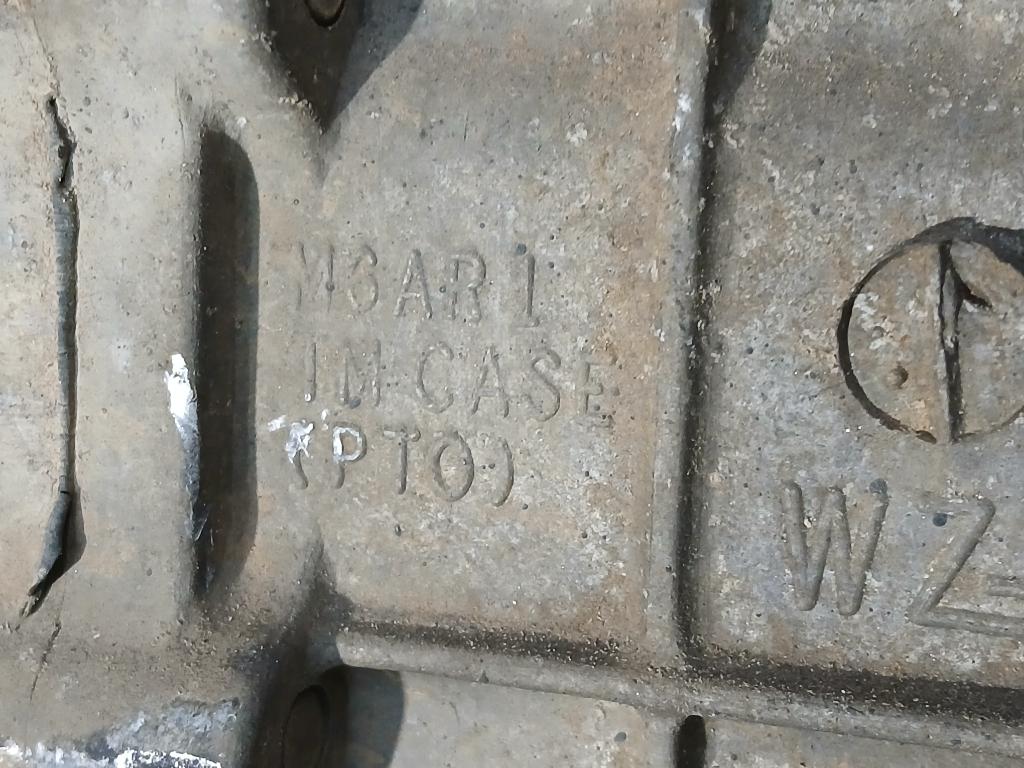 M6AR1
TM CASE
(PTO)
WZ